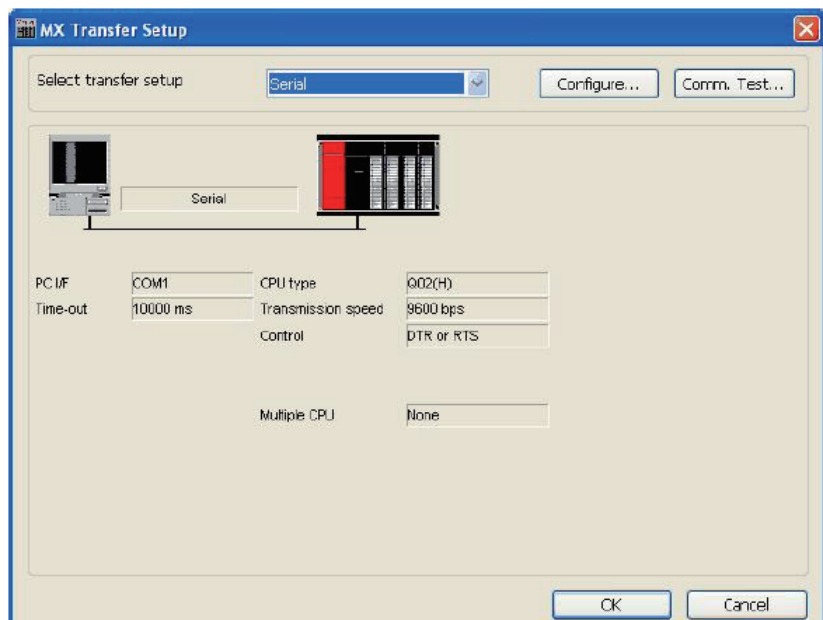 MX Transfer Setup
Select transfer setup Serial Configure... Comm. Test...
Serial
PC I/F COM1 CPU type Q02(H)
Time-out 10000 ms Transmission speed 9600 bps
Control DTR or RTS
Multiple CPU None
OK Cancel